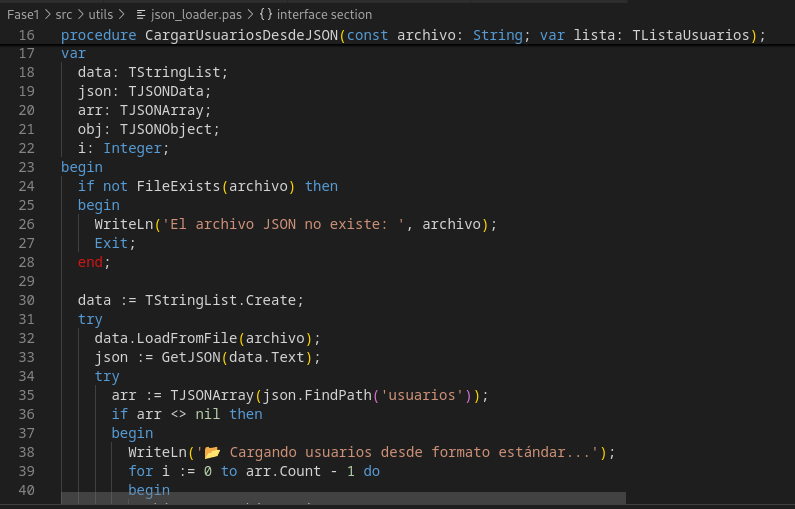 Fase1 > src > utils > json_loader.pas > {} interface section
16 procedure CargarUsuariosDesdeJSON(const archivo: String; var lista: TListaUsuarios);
17 var
18 data: TStringList;
19 json: TJSONData;
20 arr: TJSONArray;
21 obj: TJSONObject;
22 i: Integer;
23 begin
24 if not FileExists(archivo) then
25 begin
26 WriteLn('El archivo JSON no existe: ', archivo);
27 Exit;
28 end;
29
30 data := TStringList.Create;
31 try
32 data.LoadFromFile(archivo);
33 json := GetJSON(data.Text);
34 try
35 arr := TJSONArray(json.FindPath('usuarios'));
36 if arr <> nil then
37 begin
38 WriteLn('📂 Cargando usuarios desde formato estándar...');
39 for i := 0 to arr.Count - 1 do
40 begin